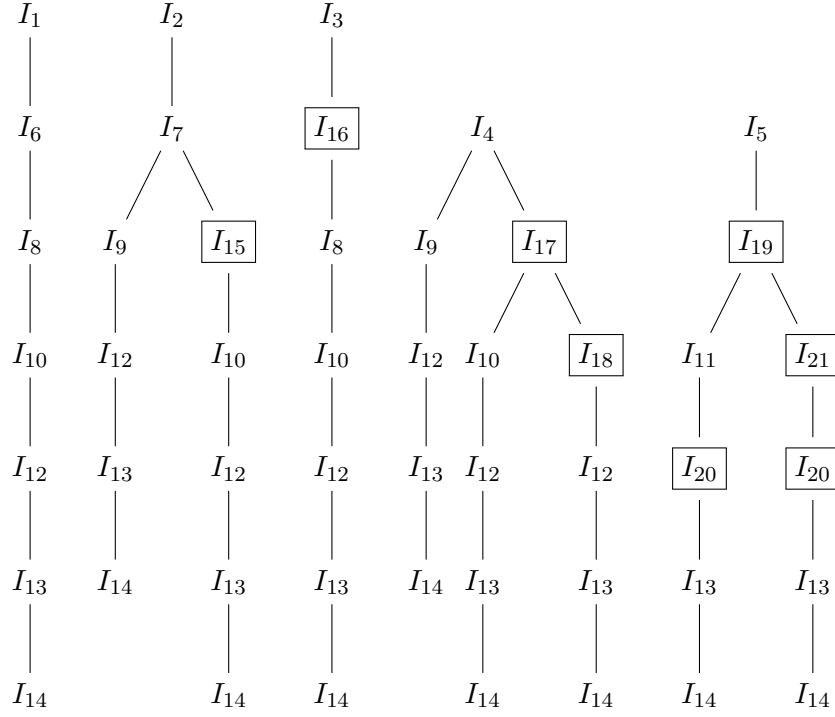 I₁ I₂ I₃
I₆ I₇ I₁₆ I₄ I₅
I₈ I₉ I₁₅ I₈ I₉ I₁₇ I₁₉
I₁₀ I₁₂ I₁₀ I₁₀ I₁₂ I₁₀ I₁₈ I₁₁ I₂₁
I₁₂ I₁₃ I₁₂ I₁₂ I₁₃ I₁₂ I₁₂ I₂₀ I₂₀
I₁₃ I₁₄ I₁₃ I₁₃ I₁₄ I₁₃ I₁₃ I₁₃ I₁₃
I₁₄ I₁₄ I₁₄ I₁₄ I₁₄ I₁₄ I₁₄